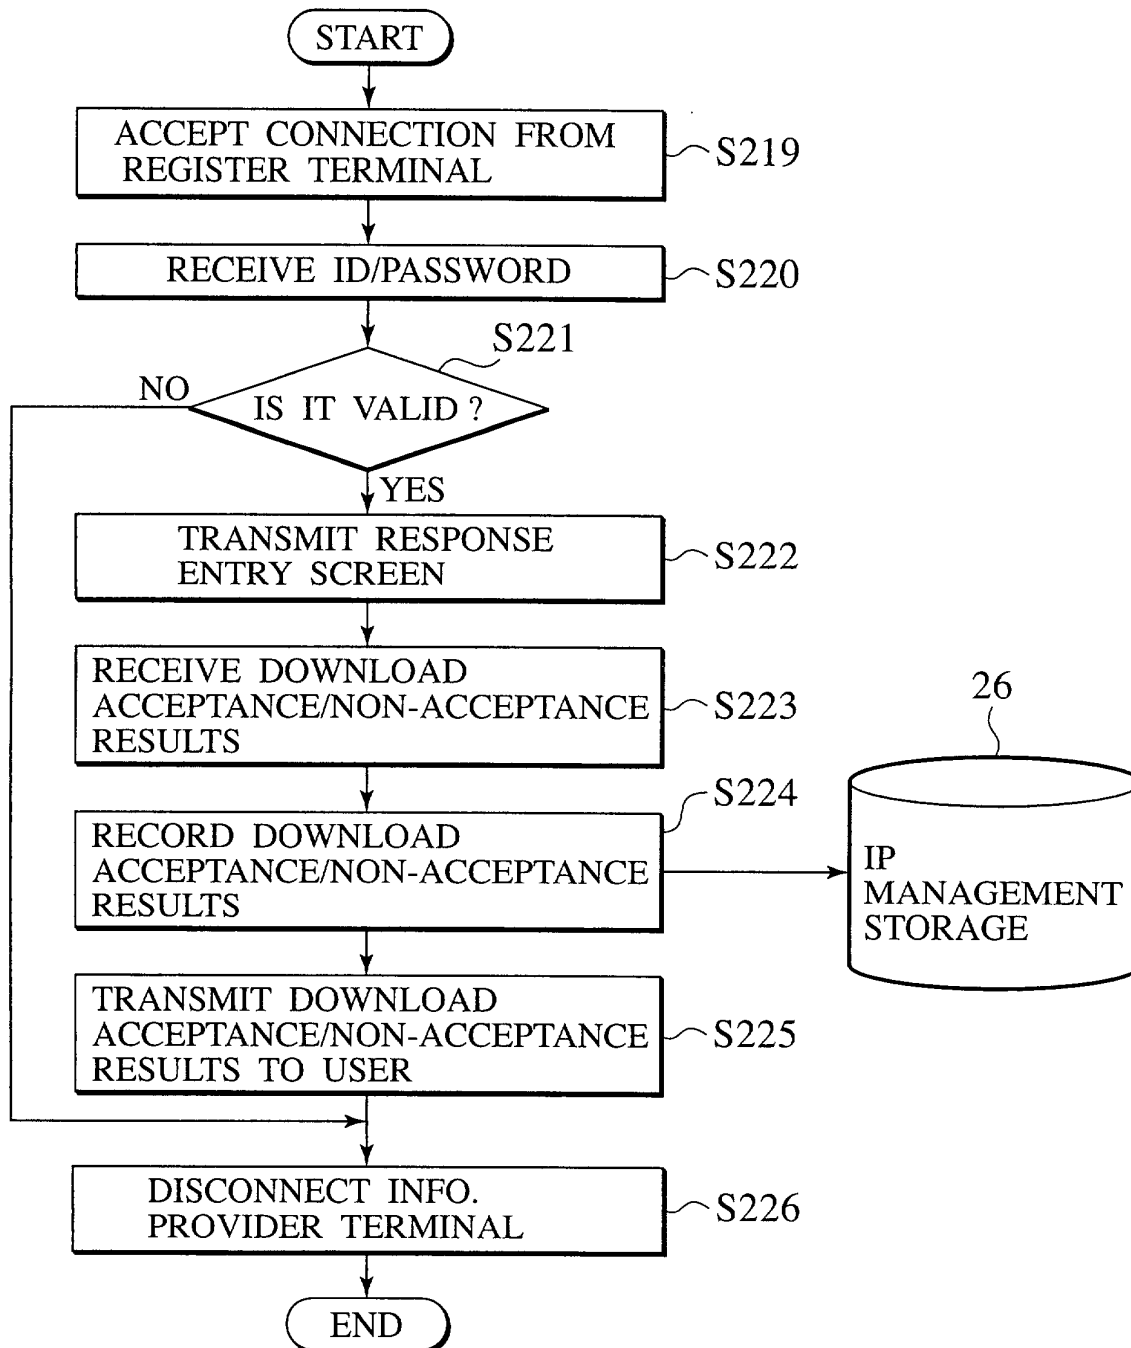 START
ACCEPT CONNECTION FROM
REGISTER TERMINAL
S219
RECEIVE ID/PASSWORD
S220
S221
NO
IS IT VALID ?
YES
TRANSMIT RESPONSE
ENTRY SCREEN
S222
RECEIVE DOWNLOAD
ACCEPTANCE/NON-ACCEPTANCE
RESULTS
S223
26
S224
RECORD DOWNLOAD
ACCEPTANCE/NON-ACCEPTANCE
RESULTS
IP
MANAGEMENT
STORAGE
TRANSMIT DOWNLOAD
ACCEPTANCE/NON-ACCEPTANCE
RESULTS TO USER
S225
DISCONNECT INFO.
PROVIDER TERMINAL
S226
END